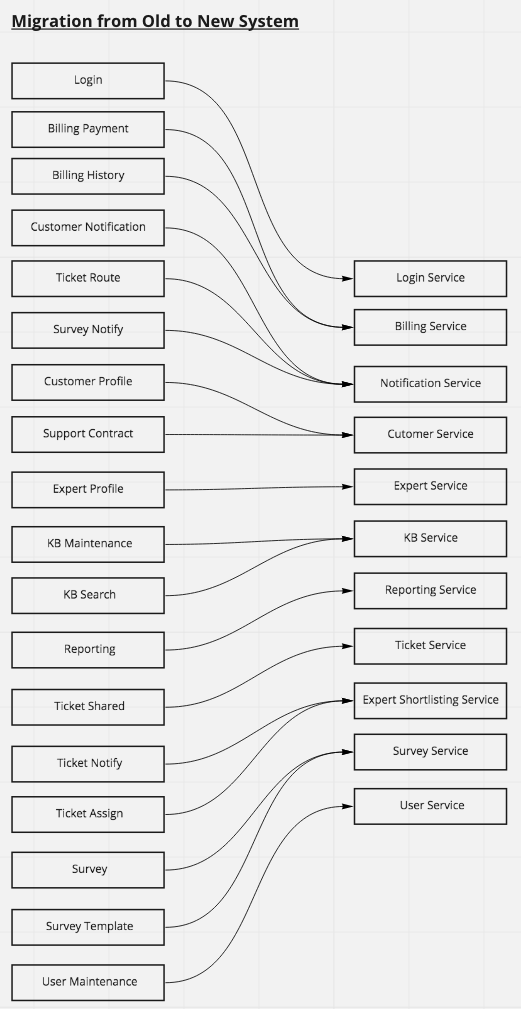 Migration from Old to New System
Login
Billing Payment
Billing History
Customer Notification
Ticket Route
Survey Notify
Customer Profile
Support Contract
Expert Profile
KB Maintenance
KB Search
Reporting
Ticket Shared
Ticket Notify
Ticket Assign
Survey
Survey Template
User Maintenance
Login Service
Billing Service
Notification Service
Cutomer Service
Expert Service
KB Service
Reporting Service
Ticket Service
Expert Shortlisting Service
Survey Service
User Service